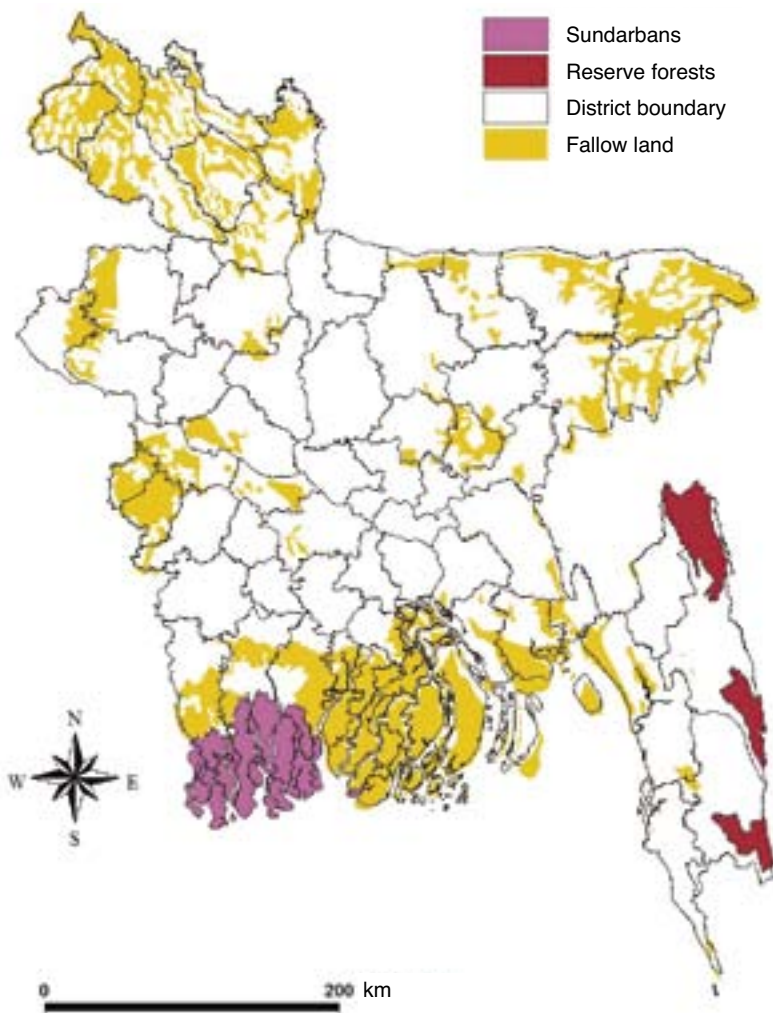 Sundarbans
Reserve forests
District boundary
Fallow land
N
W E
S
0 200 km